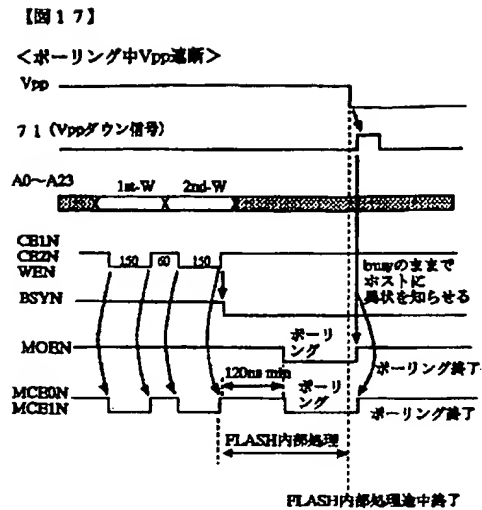 【図１７】
＜ポーリング中Vpp遮断＞
Vpp
７１(Vppダウン信号)
A0～A23
1st-W
2nd-W
CE1N
CE2N
WEN
150
60
150
busyのままで
ホストに
異状を知らせる
BSYN
MOEN
ポーリ
ング
ポーリング終了
120ns min
MCE0N
MCE1N
ポーリ
ング
ポーリング終了
FLASH内部処理
FLASH内部処理途中終了